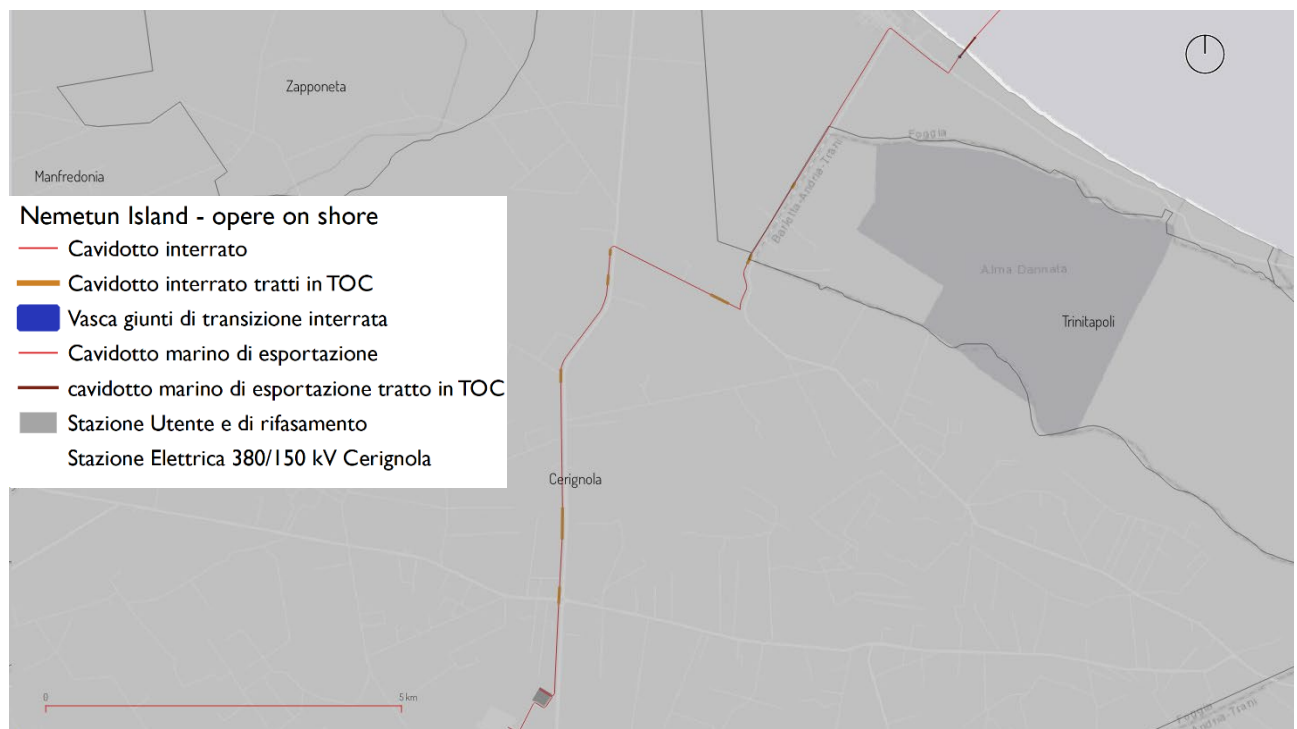 Zapponeta
Manfredonia
Foggia
Barletta-Andria-Trani
Alma Dannata
Trinitapoli
Nemetun Island - opere on shore
Cavidotto interrato
Cavidotto interrato tratti in TOC
Vasca giunti di transizione interrata
Cavidotto marino di esportazione
cavidotto marino di esportazione tratto in TOC
Stazione Utente e di rifasamento
Stazione Elettrica 380/150 kV Cerignola
Cerignola
0
5 km
Foggia
Andria-Trani